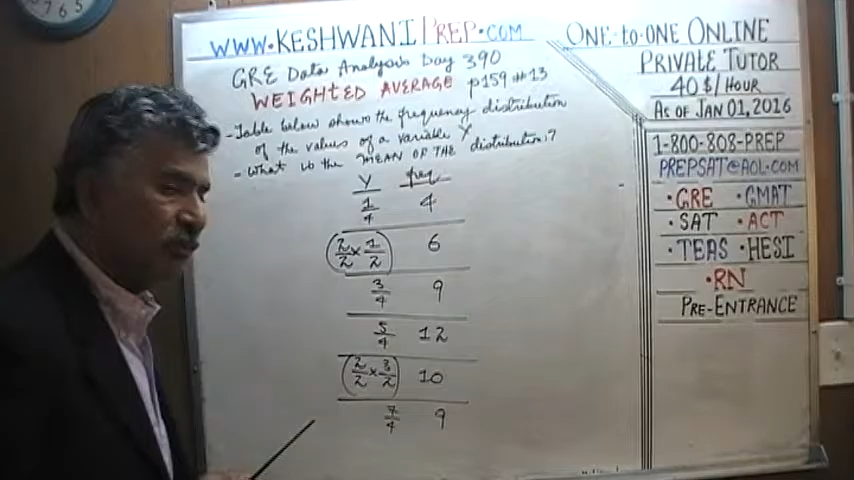 7 6 5
WWW.KESHWANIPREP.COM
GRE Data Analysis Day 390
WEIGHTED AVERAGE p159 #13
- Table below shows the frequency distribution
of the values of a variable Y
= What is the MEAN OF THE distribution?
Y freq
1/4 4
(2/2 × 1/2) 6
3/4 9
5/4 12
(2/2 × 3/2) 10
7/4 9
ONE-to-ONE ONLINE
PRIVATE TUTOR
40$/HOUR
AS OF JAN 01, 2016
1-800-808-PREP
PREPSAT@AOL.COM
•GRE •GMAT
•SAT •ACT
•TEAS •HESI
•RN
PRE-ENTRANCE